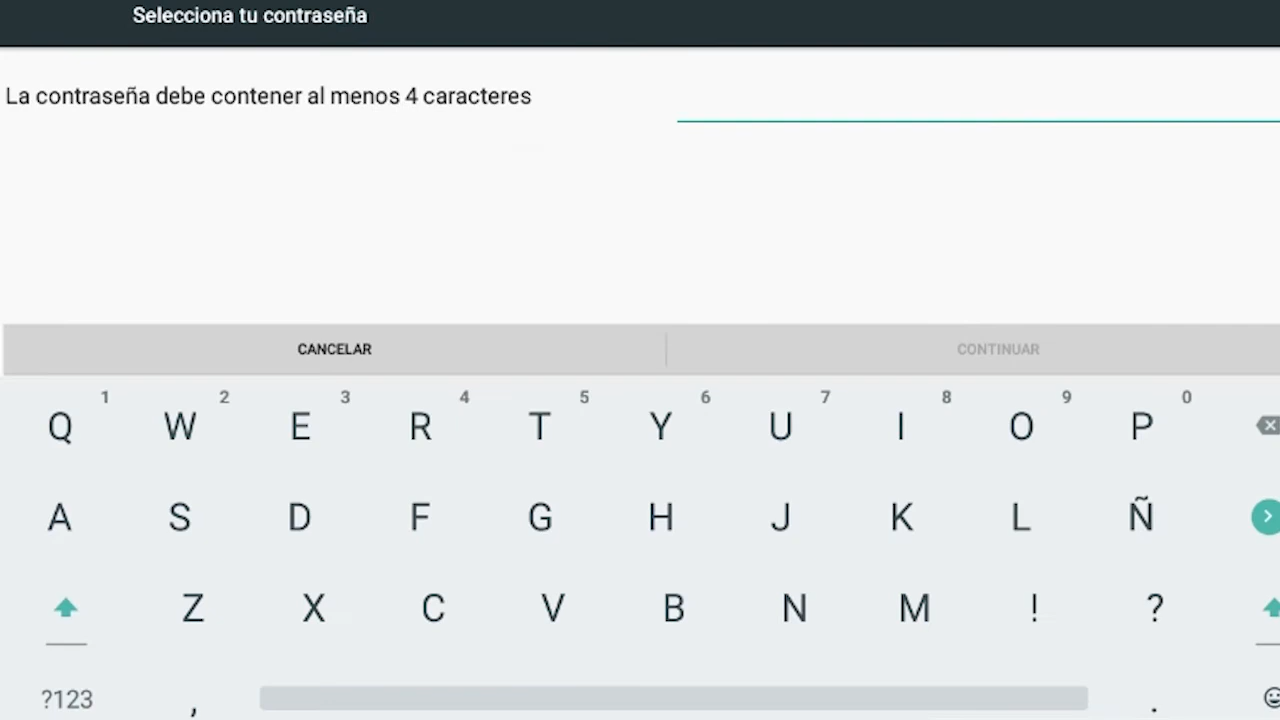 Selecciona tu contraseña
La contraseña debe contener al menos 4 caracteres
CANCELAR CONTINUAR
1 2 3 4 5 6 7 8 9 0
Q W E R T Y U I O P
A S D F G H J K L Ñ
Z X C V B N M ! ?
?123 , .